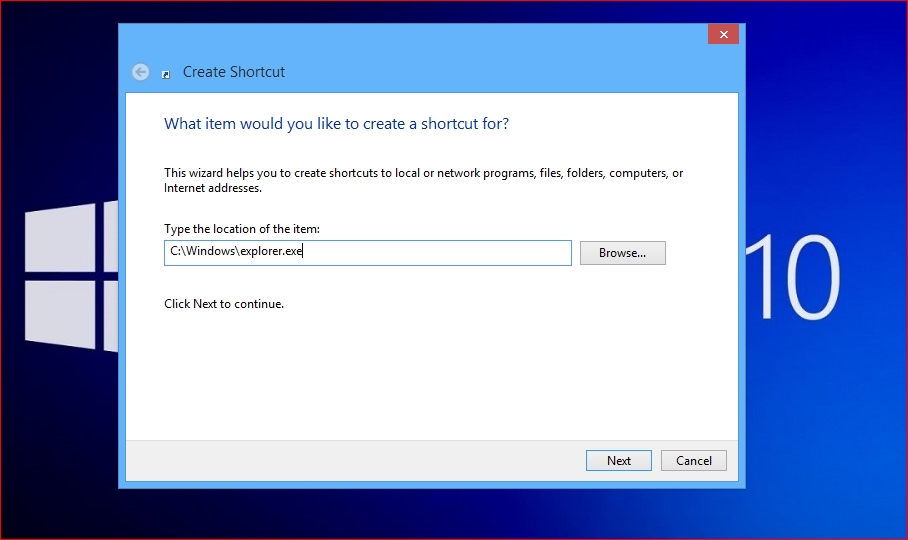 Create Shortcut
What item would you like to create a shortcut for?
This wizard helps you to create shortcuts to local or network programs, files, folders, computers, or
Internet addresses.
Type the location of the item:
C:\Windows\explorer.exe
Browse...
Click Next to continue.
10
Next
Cancel